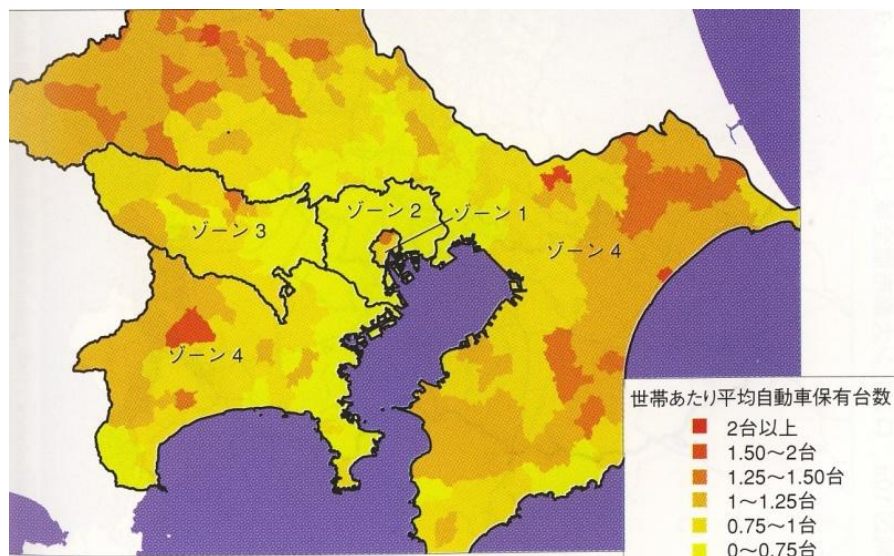 ゾーン 2
ゾーン 1
ゾーン 3
ゾーン 4
ゾーン 4
世帯あたり平均自動車保有台数
2台以上
1.50〜2台
1.25〜1.50台
1〜1.25台
0.75〜1台
0〜0.75台